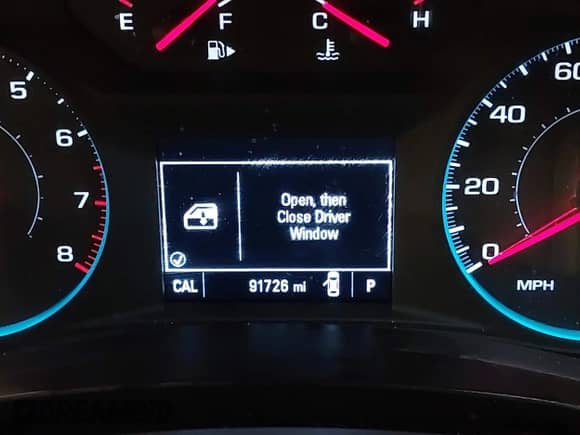 E F C H
5
6
7
8
60
40
20
0
MPH
Open, then
Close Driver
Window
CAL 91726 mi P